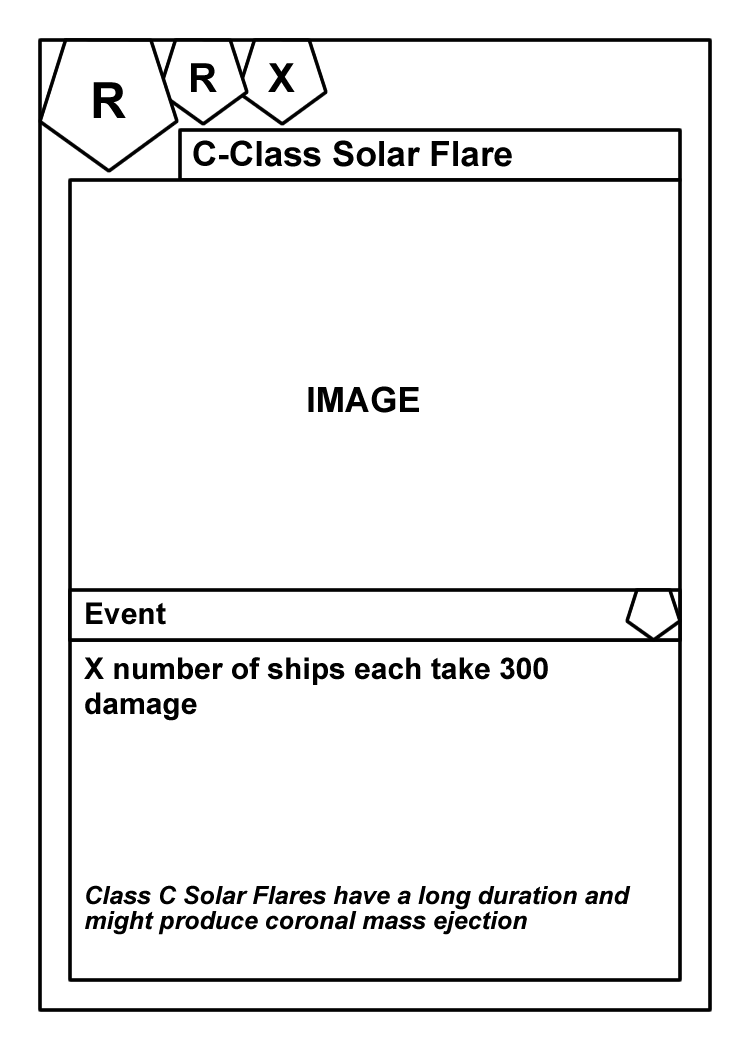 R R X
C-Class Solar Flare
IMAGE
Event
X number of ships each take 300
damage
Class C Solar Flares have a long duration and
might produce coronal mass ejection